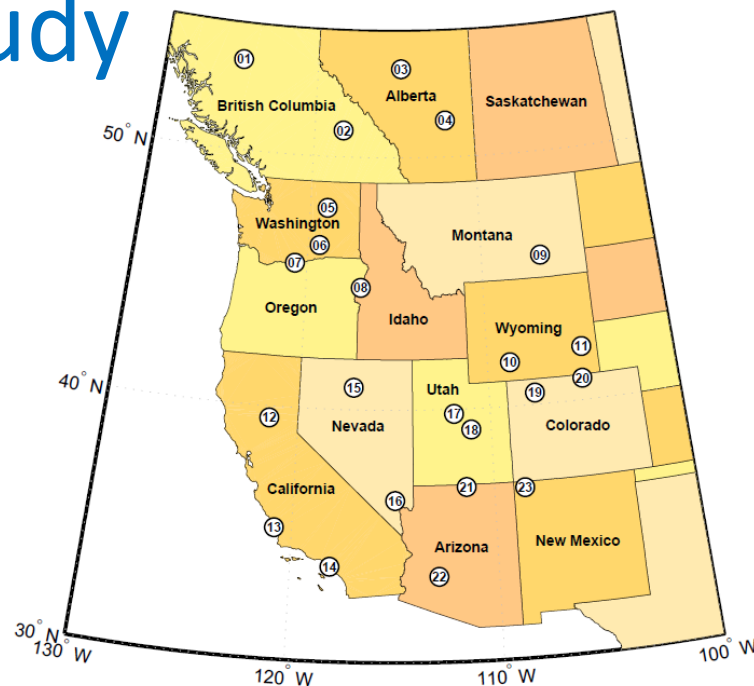 udy
01
03
British Columbia
Alberta
Saskatchewan
02
04
50° N
05
Washington
06
Montana
07
09
08
Oregon
Idaho
Wyoming
11
10
40° N
15
Utah
20
19
12
17
Nevada
18
Colorado
California
16
21
23
13
Arizona
New Mexico
14
22
30° N
130° W
120° W
110° W
100° W